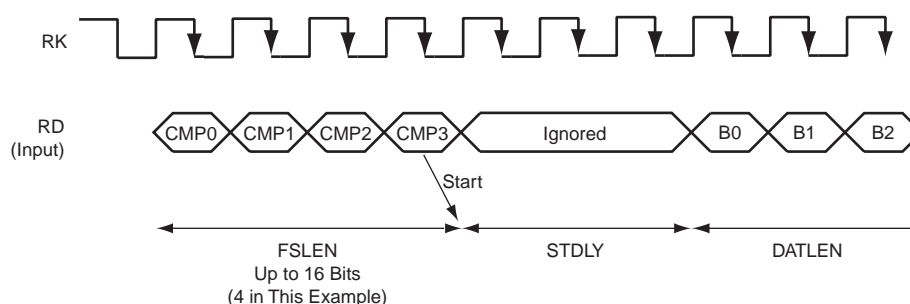 RK
RD
(Input)
CMP0 CMP1 CMP2 CMP3 Ignored B0 B1 B2
Start
FSLEN
Up to 16 Bits
(4 in This Example)
STDLY
DATLEN